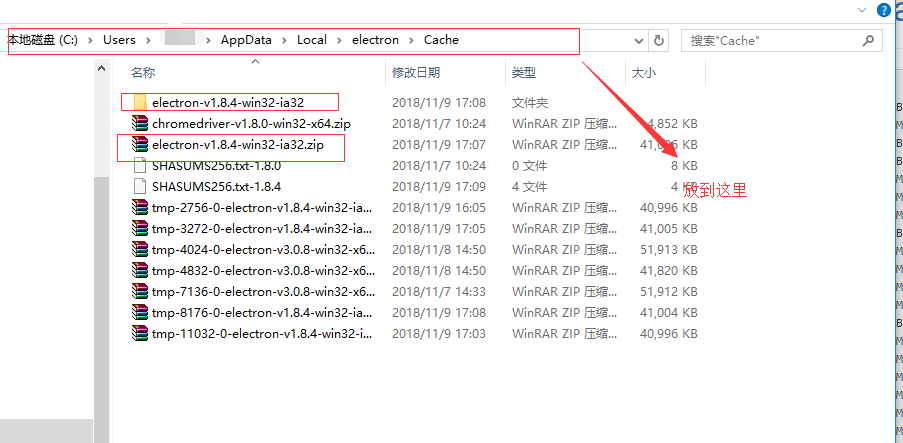 本地磁盘 (C:) > Users > > AppData > Local > electron > Cache
搜索"Cache"
名称 修改日期 类型 大小
electron-v1.8.4-win32-ia32 2018/11/9 17:08 文件夹
chromedriver-v1.8.0-win32-x64.zip 2018/11/7 10:24 WinRAR ZIP 压缩... 4,852 KB
electron-v1.8.4-win32-ia32.zip 2018/11/9 17:07 WinRAR ZIP 压缩... KB
SHASUMS256.txt-1.8.0 2018/11/7 10:24 0 文件 8 KB
SHASUMS256.txt-1.8.4 2018/11/9 17:09 4 文件 4 KB
放到这里
tmp-2756-0-electron-v1.8.4-win32-ia... 2018/11/9 16:05 WinRAR ZIP 压缩... 40,996 KB
tmp-3272-0-electron-v1.8.4-win32-ia... 2018/11/9 17:05 WinRAR ZIP 压缩... 41,005 KB
tmp-4024-0-electron-v3.0.8-win32-x6... 2018/11/8 14:50 WinRAR ZIP 压缩... 51,913 KB
tmp-4832-0-electron-v3.0.8-win32-x6... 2018/11/8 14:50 WinRAR ZIP 压缩... 41,820 KB
tmp-7136-0-electron-v3.0.8-win32-x6... 2018/11/7 14:33 WinRAR ZIP 压缩... 51,912 KB
tmp-8176-0-electron-v1.8.4-win32-ia... 2018/11/9 17:08 WinRAR ZIP 压缩... 41,004 KB
tmp-11032-0-electron-v1.8.4-win32-i... 2018/11/9 17:03 WinRAR ZIP 压缩... 40,996 KB